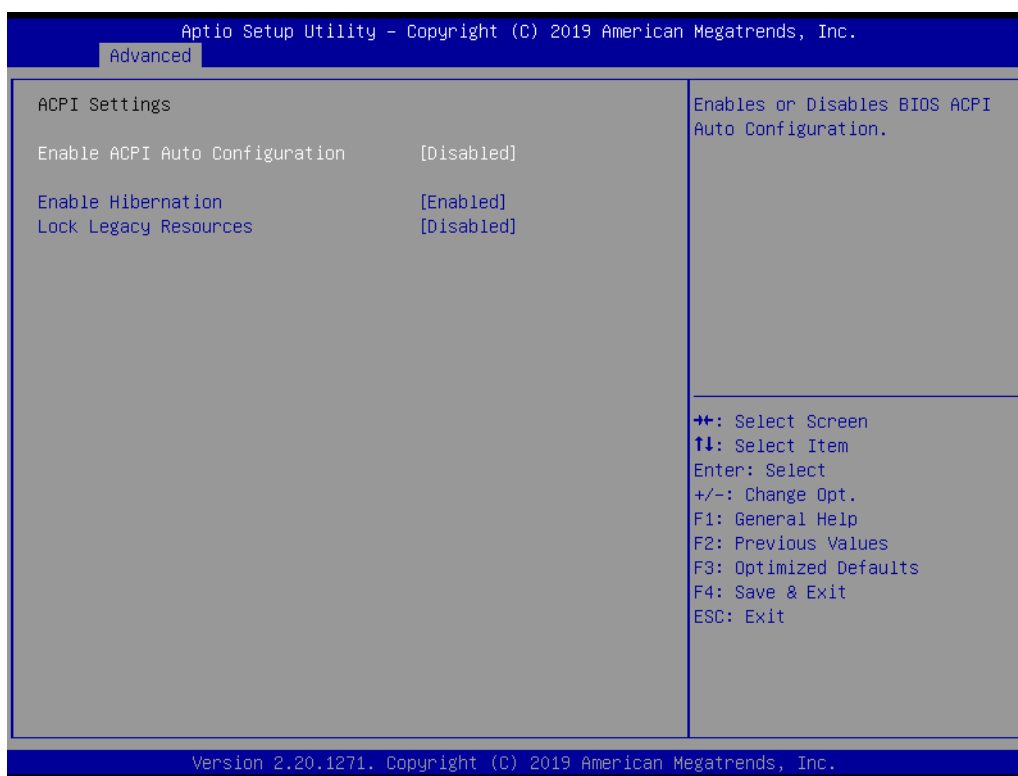 Aptio Setup Utility – Copyright (C) 2019 American Megatrends, Inc.
Advanced
ACPI Settings
Enable ACPI Auto Configuration [Disabled]
Enable Hibernation [Enabled]
Lock Legacy Resources [Disabled]
Enables or Disables BIOS ACPI
Auto Configuration.
→←: Select Screen
↑↓: Select Item
Enter: Select
+/-: Change Opt.
F1: General Help
F2: Previous Values
F3: Optimized Defaults
F4: Save & Exit
ESC: Exit
Version 2.20.1271. Copyright (C) 2019 American Megatrends, Inc.